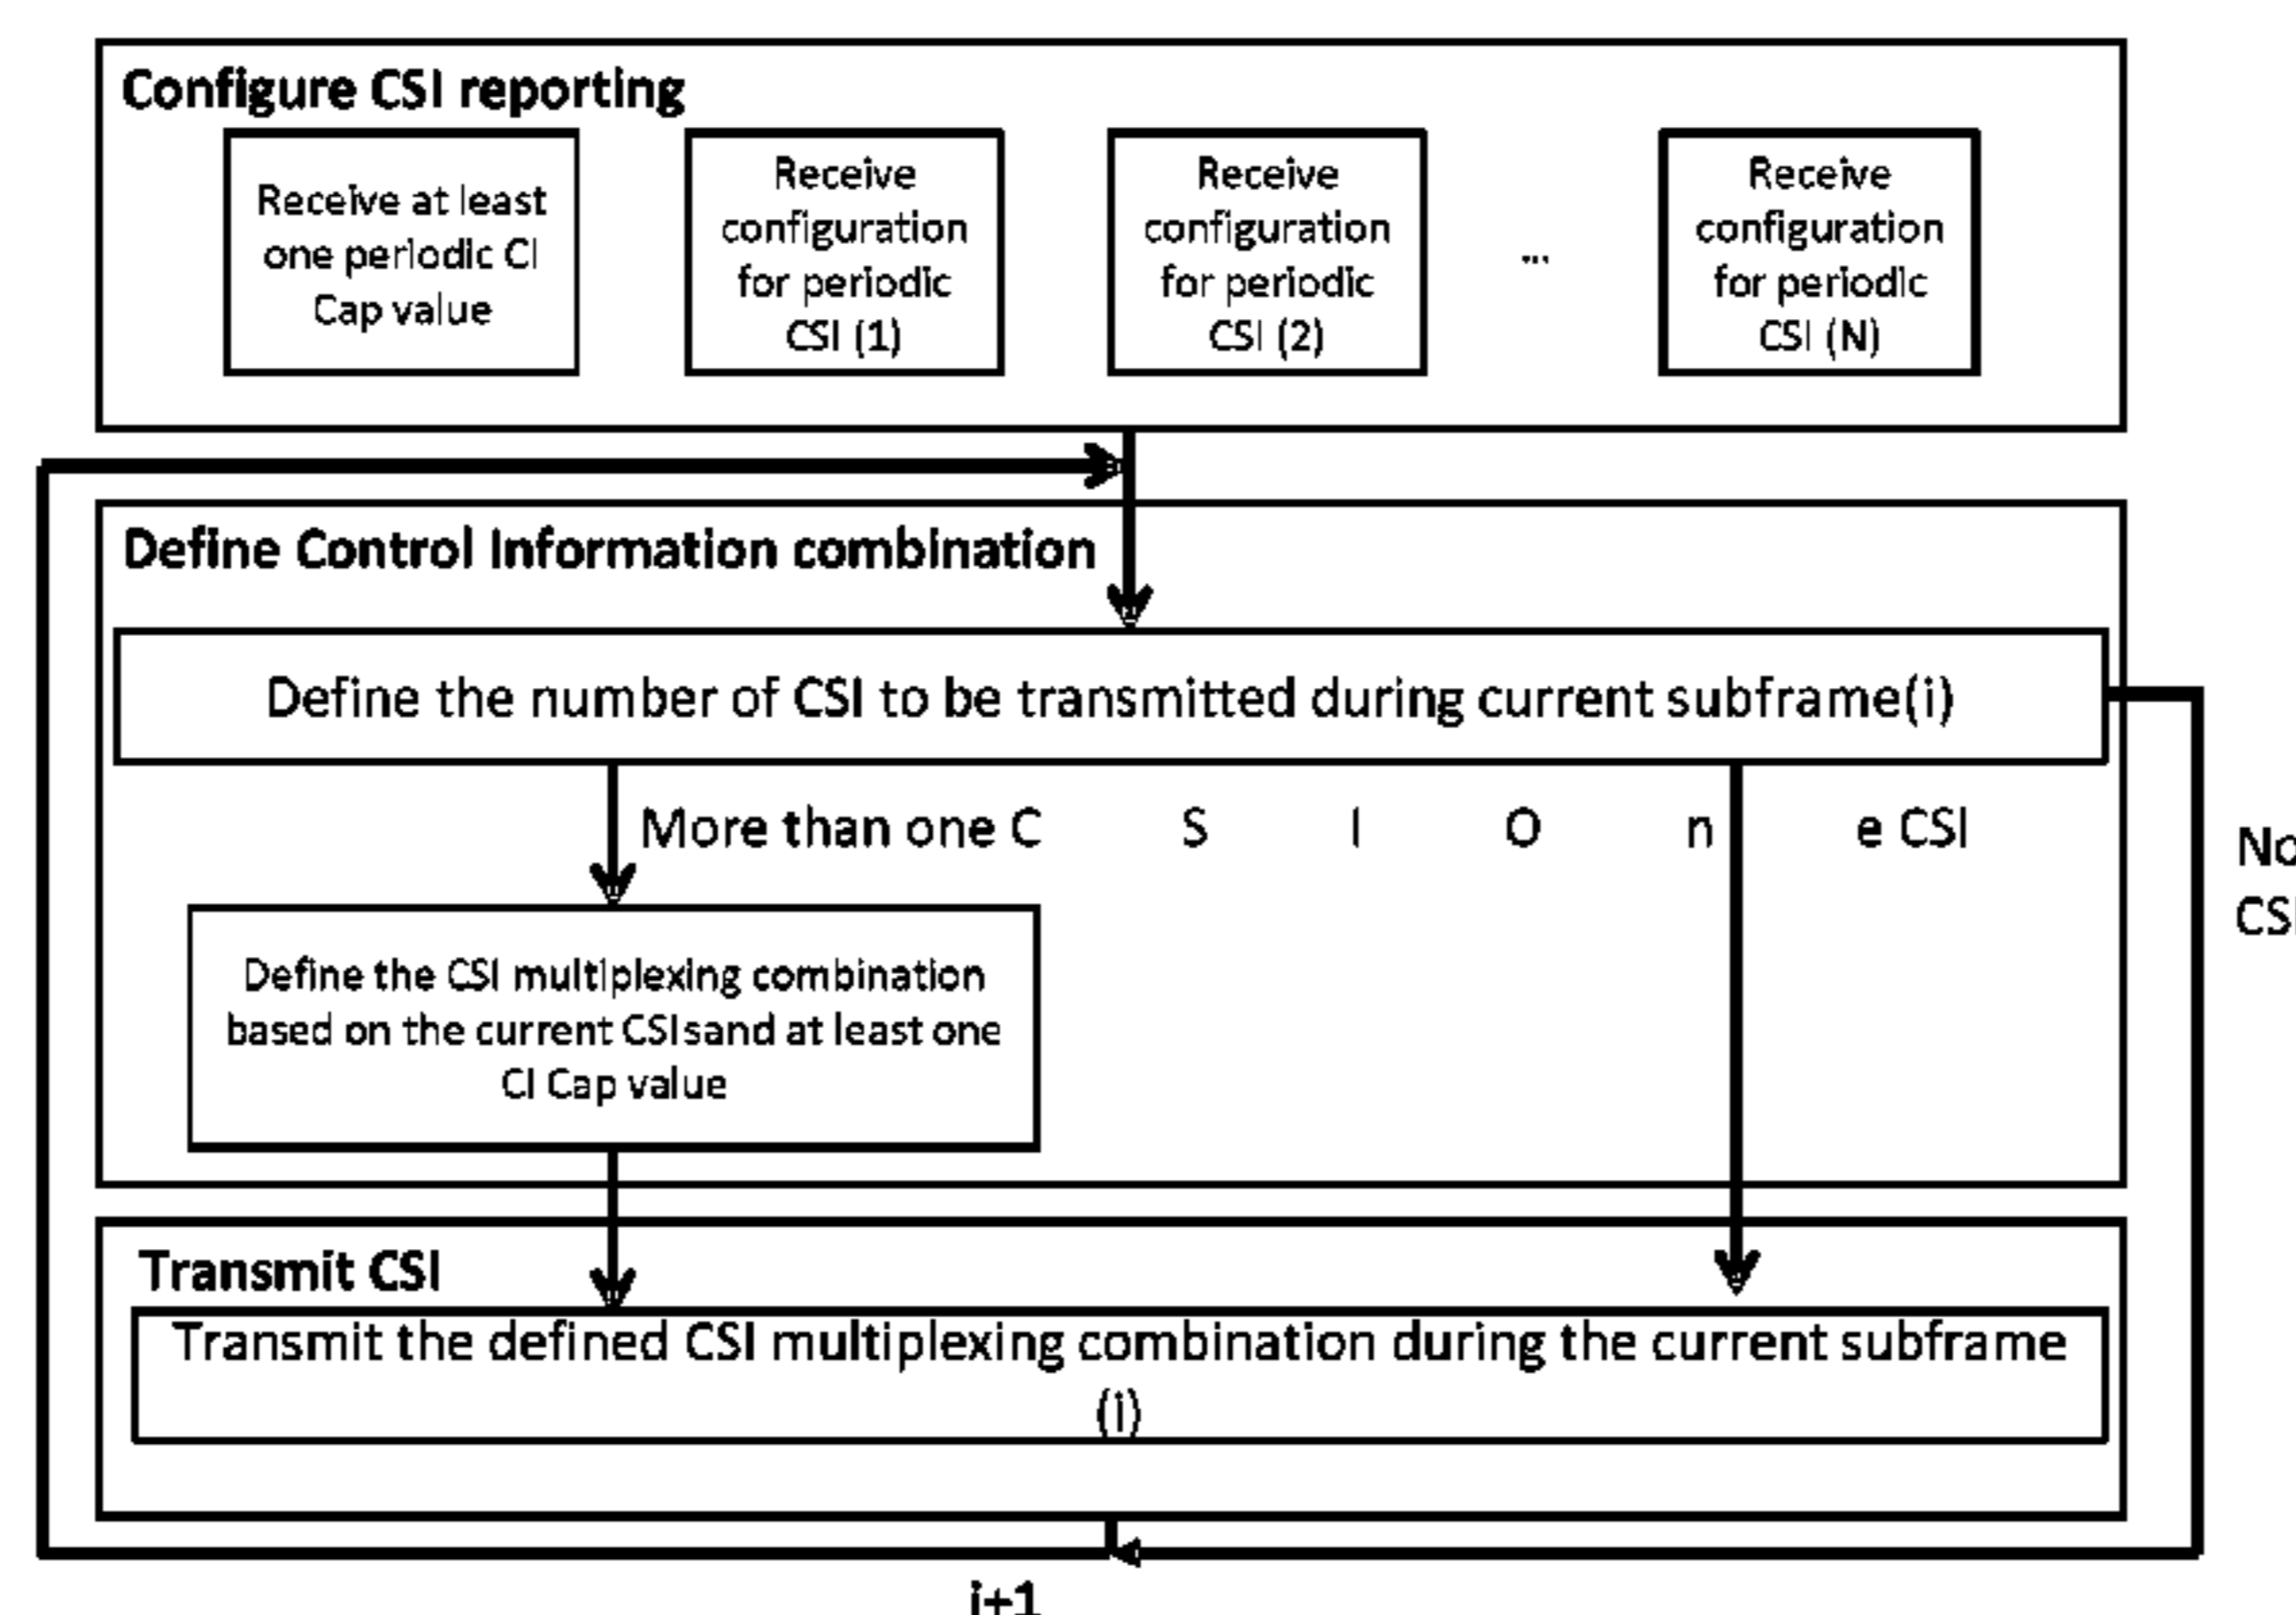 Configure CSI reporting
Receive at least
one periodic CI
Cap value
Receive
configuration
for periodic
CSI (1)
Receive
configuration
for periodic
CSI (2)
...
Receive
configuration
for periodic
CSI (N)
Define Control Information combination
Define the number of CSI to be transmitted during current subframe(i)
More than one C S I O n e CSI
No
CSI
Define the CSI multiplexing combination
based on the current CSIsand at least one
CI Cap value
Transmit CSI
Transmit the defined CSI multiplexing combination during the current subframe
(i)
i+1